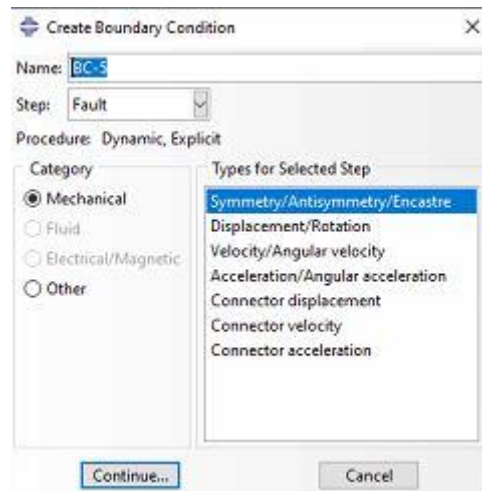 Create Boundary Condition
Name: BC-5
Step: Fault
Procedure: Dynamic, Explicit
Category
Mechanical
Fluid
Electrical/Magnetic
Other
Types for Selected Step
Symmetry/Antisymmetry/Encastre
Displacement/Rotation
Velocity/Angular velocity
Acceleration/Angular acceleration
Connector displacement
Connector velocity
Connector acceleration
Continue...
Cancel